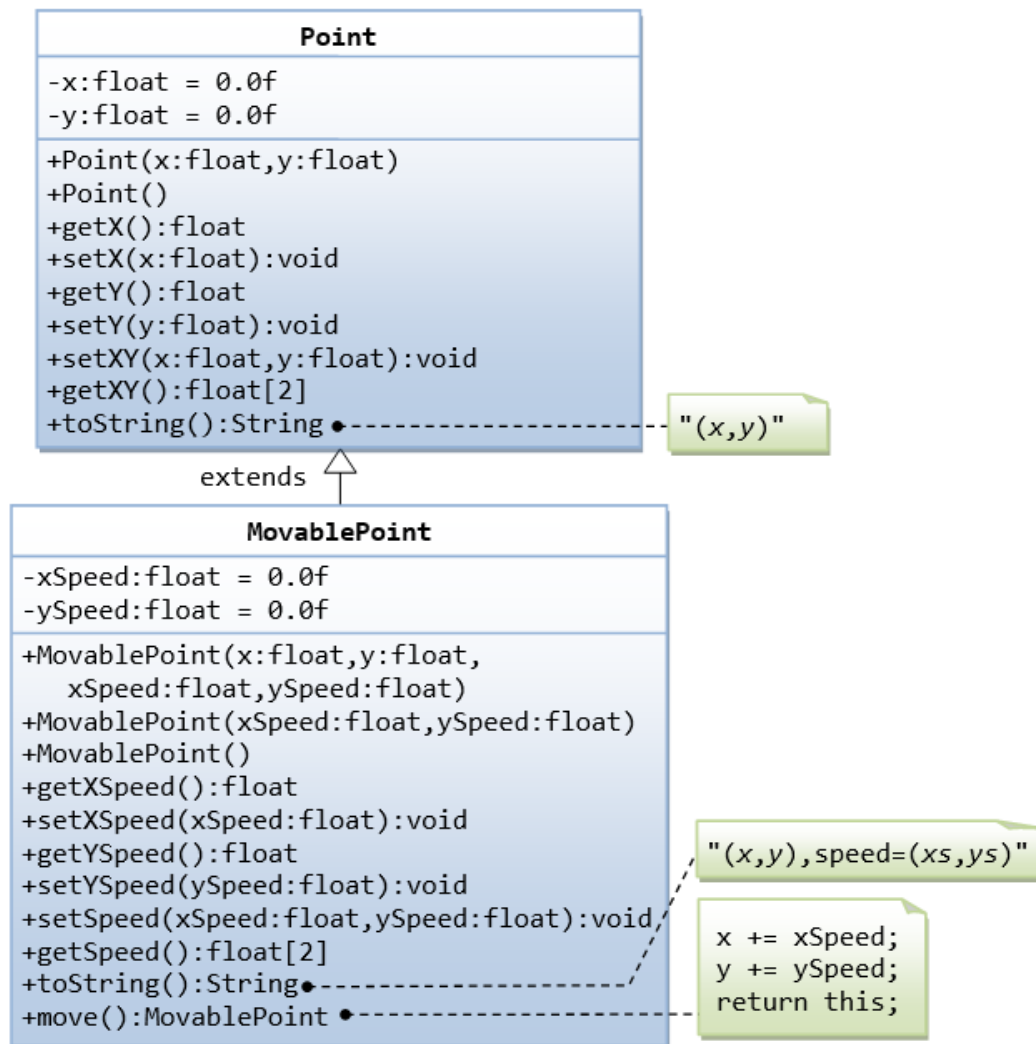 Point
-x:float = 0.0f
-y:float = 0.0f
+Point(x:float,y:float)
+Point()
+getX():float
+setX(x:float):void
+getY():float
+setY(y:float):void
+setXY(x:float,y:float):void
+getXY():float[2]
+toString():String
"(x,y)"
extends
MovablePoint
-xSpeed:float = 0.0f
-ySpeed:float = 0.0f
+MovablePoint(x:float,y:float,
xSpeed:float,ySpeed:float)
+MovablePoint(xSpeed:float,ySpeed:float)
+MovablePoint()
+getXSpeed():float
+setXSpeed(xSpeed:float):void
+getYSpeed():float
+setYSpeed(ySpeed:float):void
+setSpeed(xSpeed:float,ySpeed:float):void
+getSpeed():float[2]
+toString():String
+move():MovablePoint
"(x,y),speed=(xs,ys)"
x += xSpeed;
y += ySpeed;
return this;